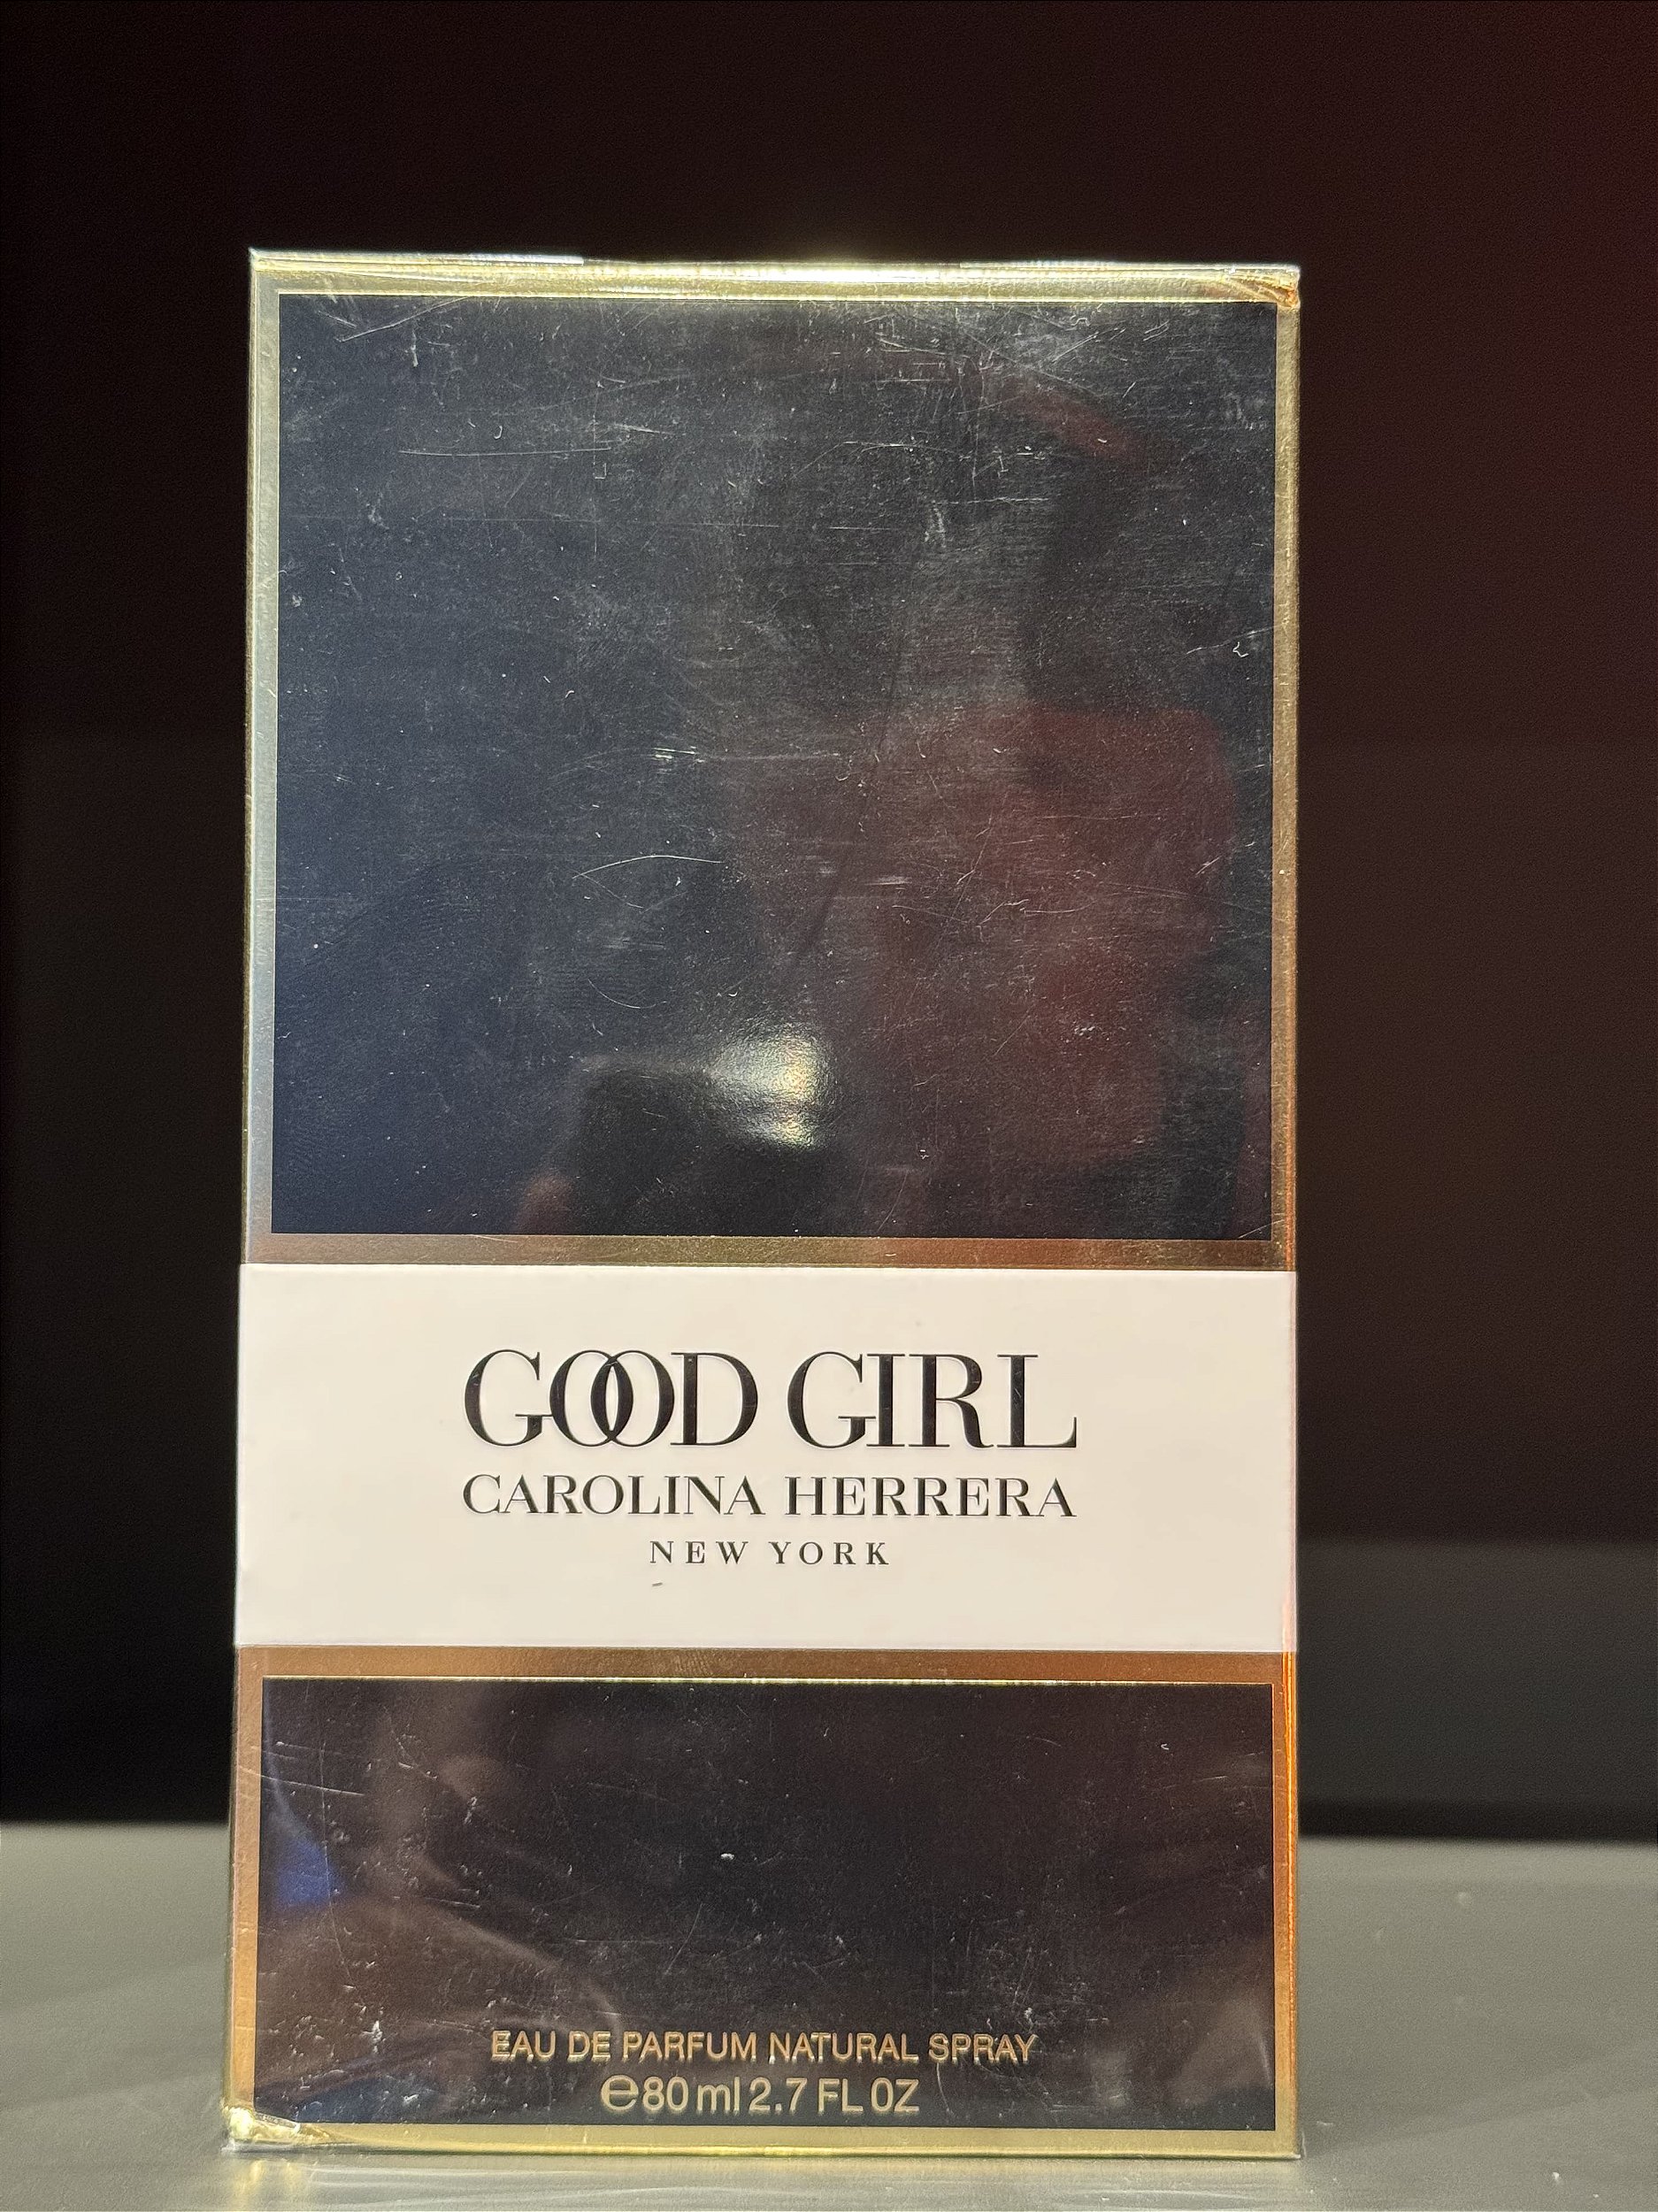 GOOD GIRL
CAROLINA HERRERA
NEW YORK
EAU DE PARFUM NATURAL SPRAY
℮80 ml 2.7 FL OZ